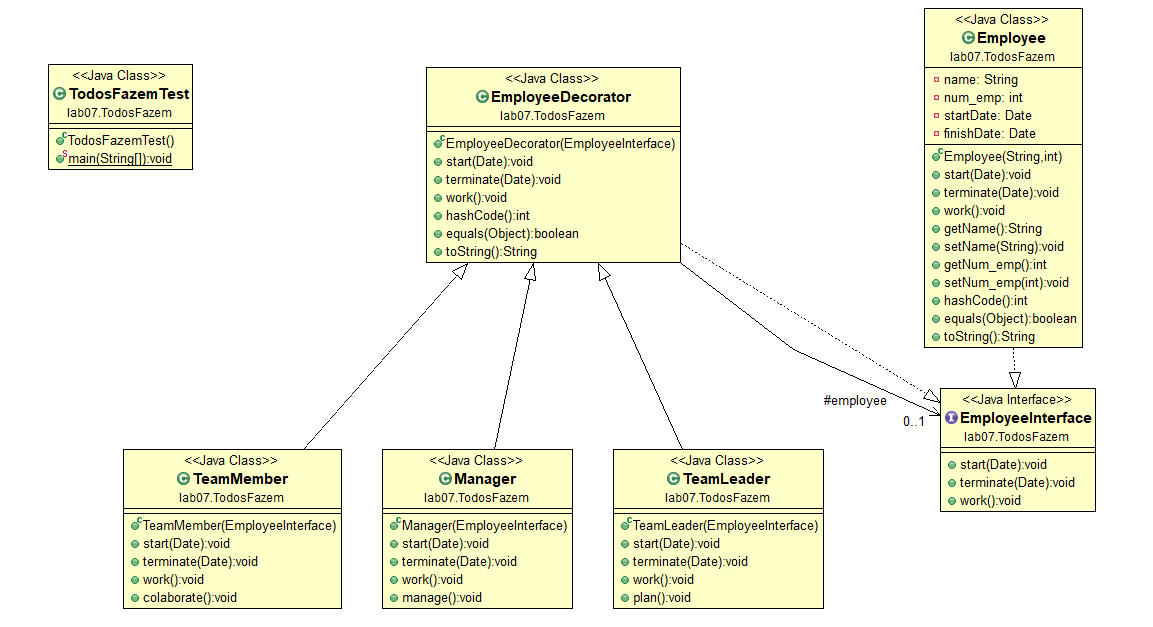 <<Java Class>>
TodosFazemTest
lab07.TodosFazem
TodosFazemTest()
main(String[]):void
<<Java Class>>
EmployeeDecorator
lab07.TodosFazem
EmployeeDecorator(EmployeeInterface)
start(Date):void
terminate(Date):void
work():void
hashCode():int
equals(Object):boolean
toString():String
<<Java Class>>
Employee
lab07.TodosFazem
name: String
num_emp: int
startDate: Date
finishDate: Date
Employee(String,int)
start(Date):void
terminate(Date):void
work():void
getName():String
setName(String):void
getNum_emp():int
setNum_emp(int):void
hashCode():int
equals(Object):boolean
toString():String
#employee
0..1
<<Java Interface>>
EmployeeInterface
lab07.TodosFazem
start(Date):void
terminate(Date):void
work():void
<<Java Class>>
TeamMember
lab07.TodosFazem
TeamMember(EmployeeInterface)
start(Date):void
terminate(Date):void
work():void
colaborate():void
<<Java Class>>
Manager
lab07.TodosFazem
Manager(EmployeeInterface)
start(Date):void
terminate(Date):void
work():void
manage():void
<<Java Class>>
TeamLeader
lab07.TodosFazem
TeamLeader(EmployeeInterface)
start(Date):void
terminate(Date):void
work():void
plan():void